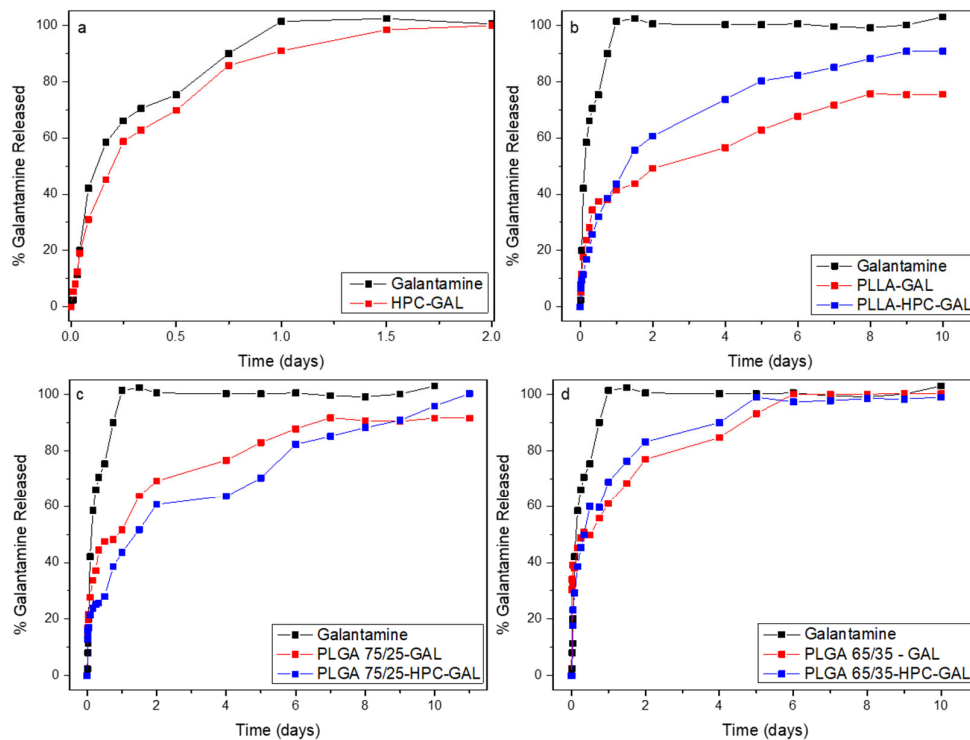 a
% Galantamine Released
100
80
60
40
20
0
Galantamine
HPC-GAL
0.0 0.5 1.0 1.5 2.0
Time (days)
b
% Galantamine Released
100
80
60
40
20
0
Galantamine
PLLA-GAL
PLLA-HPC-GAL
0 2 4 6 8 10
Time (days)
c
% Galantamine Released
100
80
60
40
20
0
Galantamine
PLGA 75/25-GAL
PLGA 75/25-HPC-GAL
0 2 4 6 8 10
Time (days)
d
% Galantamine Released
100
80
60
40
20
0
Galantamine
PLGA 65/35 - GAL
PLGA 65/35-HPC-GAL
0 2 4 6 8 10
Time (days)